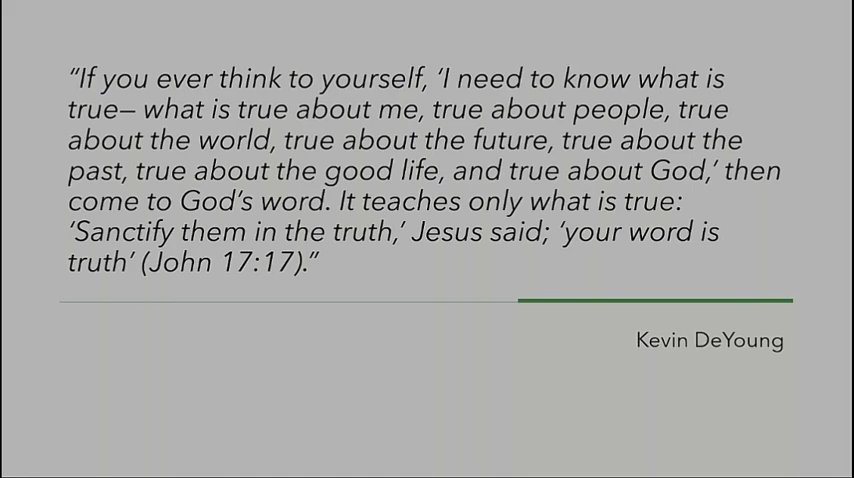 “If you ever think to yourself, ‘I need to know what is
true— what is true about me, true about people, true
about the world, true about the future, true about the
past, true about the good life, and true about God,’ then
come to God’s word. It teaches only what is true:
‘Sanctify them in the truth,’ Jesus said; ‘your word is
truth’ (John 17:17).”
Kevin DeYoung